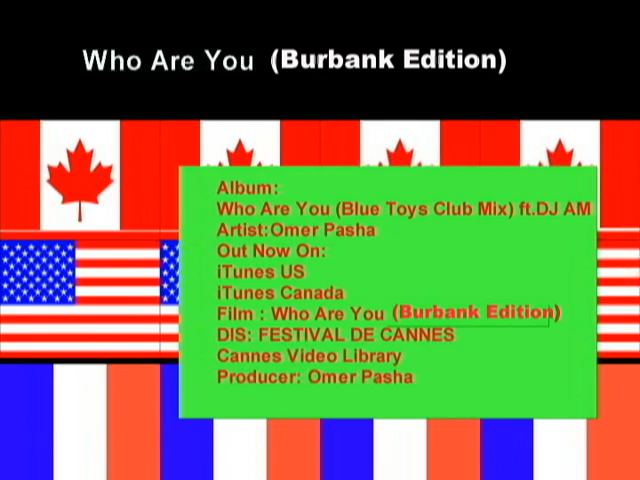 Who Are You (Burbank Edition)
Album:
Who Are You (Blue Toys Club Mix) ft.DJ AM
Artist:Omer Pasha
Out Now On:
iTunes US
iTunes Canada
Film : Who Are You (Burbank Edition)
DIS: FESTIVAL DE CANNES
Cannes Video Library
Producer: Omer Pasha